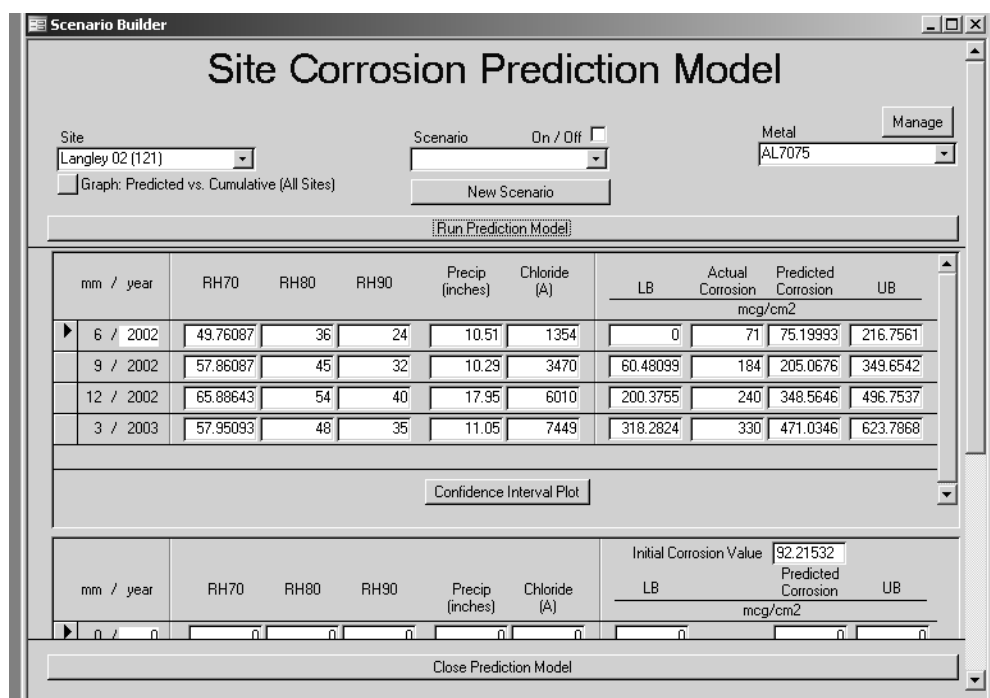 Scenario Builder
Site Corrosion Prediction Model
Manage
Site Scenario On / Off Metal
Langley 02 (121) AL7075
Graph: Predicted vs. Cumulative (All Sites) New Scenario
Run Prediction Model
mm / year RH70 RH80 RH90 Precip (inches) Chloride (A) LB Actual Corrosion Predicted Corrosion UB
mcg/cm2
6 / 2002 49.76087 36 24 10.51 1354 0 71 75.19993 216.7561
9 / 2002 57.86087 45 32 10.29 3470 60.48099 184 205.0676 349.6542
12 / 2002 65.88643 54 40 17.95 6010 200.3755 240 348.5646 496.7537
3 / 2003 57.95093 48 35 11.05 7449 318.2824 330 471.0346 623.7868
Confidence Interval Plot
Initial Corrosion Value 92.21532
mm / year RH70 RH80 RH90 Precip (inches) Chloride (A) LB Predicted Corrosion UB
mcg/cm2
0 / 0 0 0 0 0 0 0 0 0
Close Prediction Model